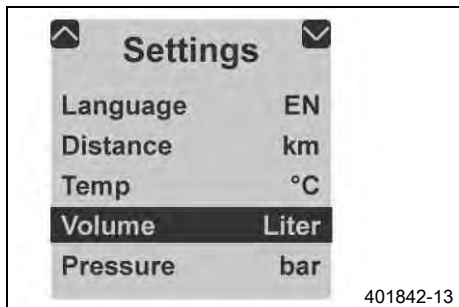 Settings
Language EN
Distance km
Temp °C
Volume Liter
Pressure bar
401842-13